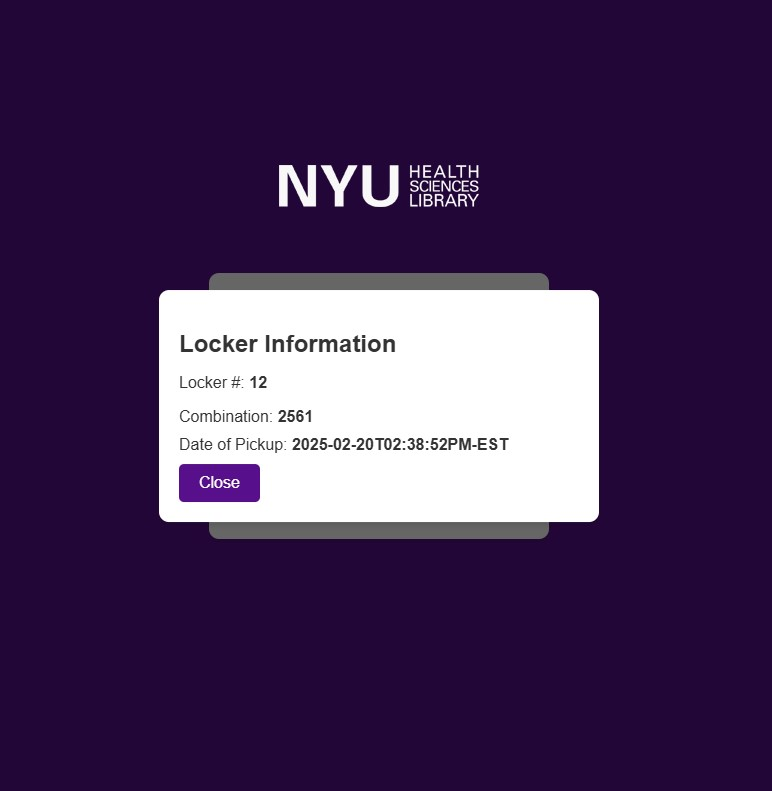 NYU HEALTH
SCIENCES
LIBRARY
Locker Information
Locker #: 12
Combination: 2561
Date of Pickup: 2025-02-20T02:38:52PM-EST
Close